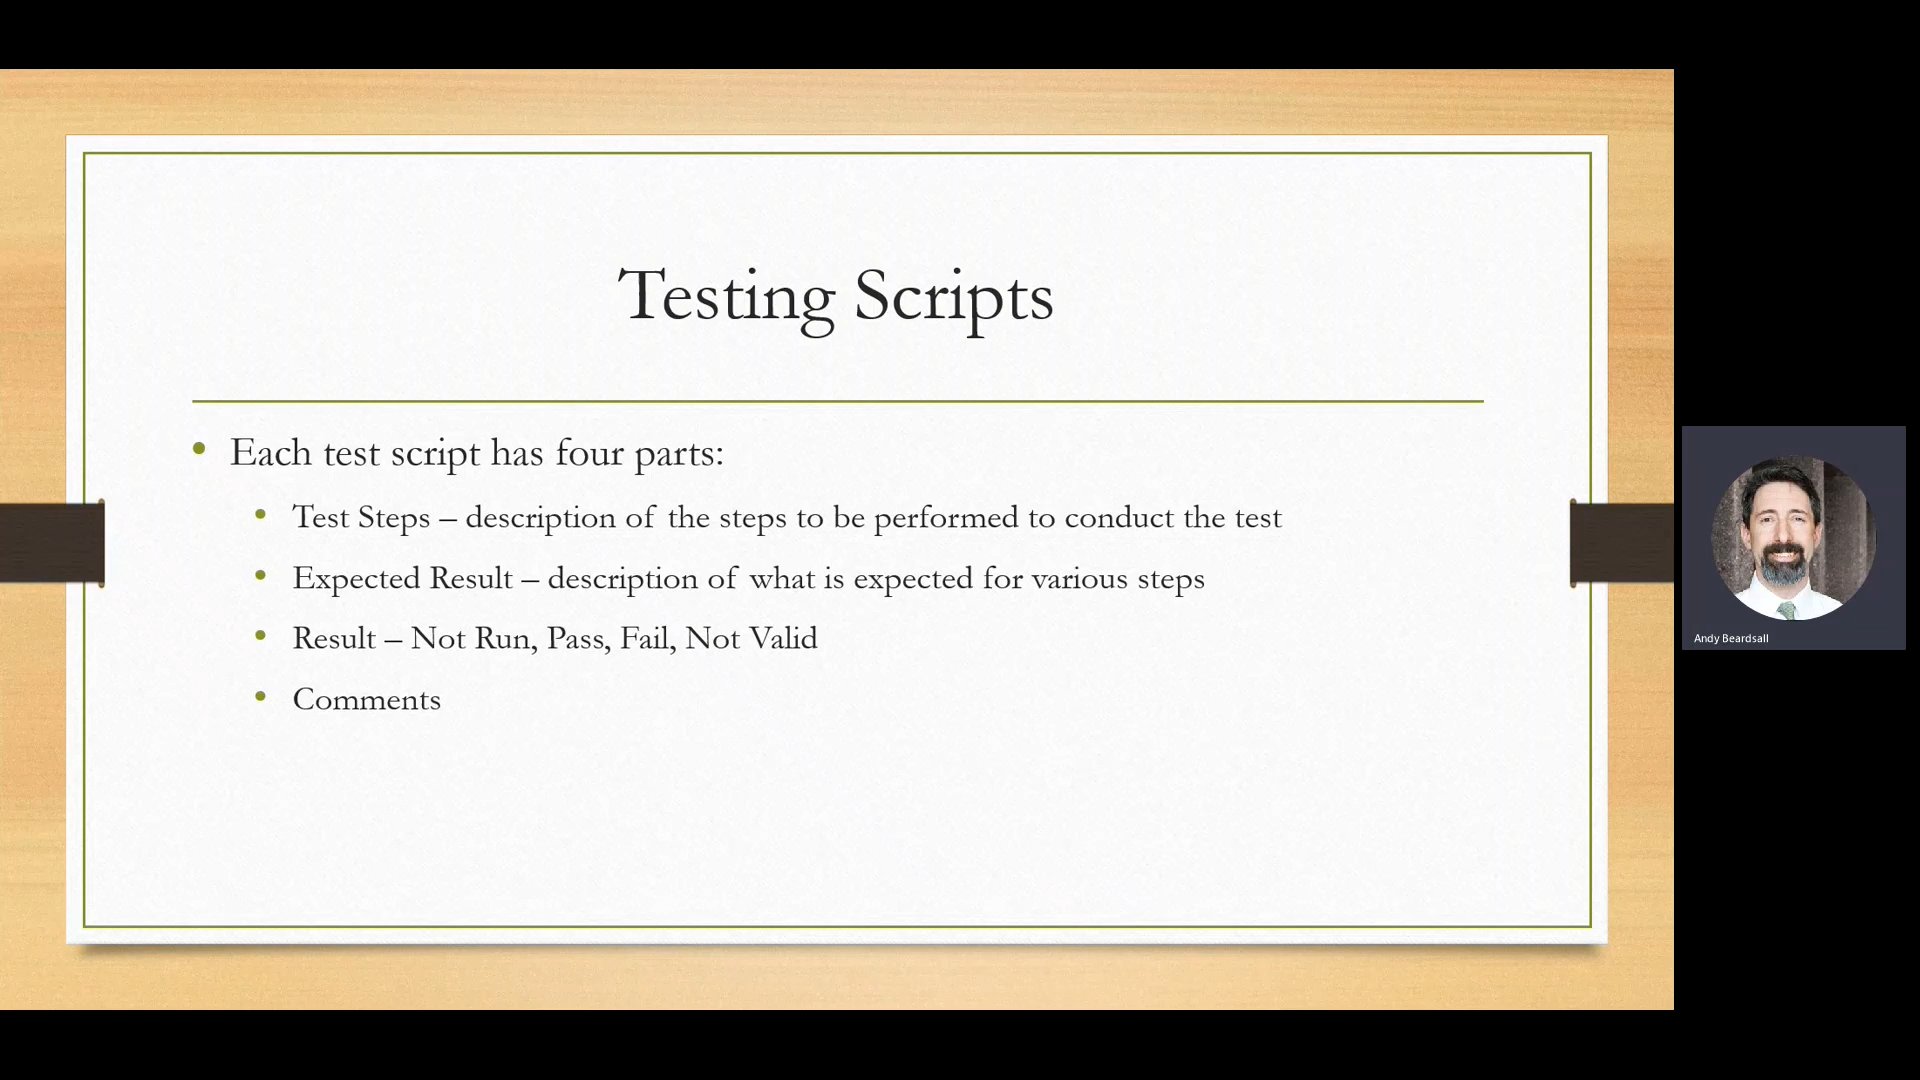 Testing Scripts
Each test script has four parts:
Test Steps – description of the steps to be performed to conduct the test
Expected Result – description of what is expected for various steps
Result – Not Run, Pass, Fail, Not Valid
Comments
Andy Beardsall